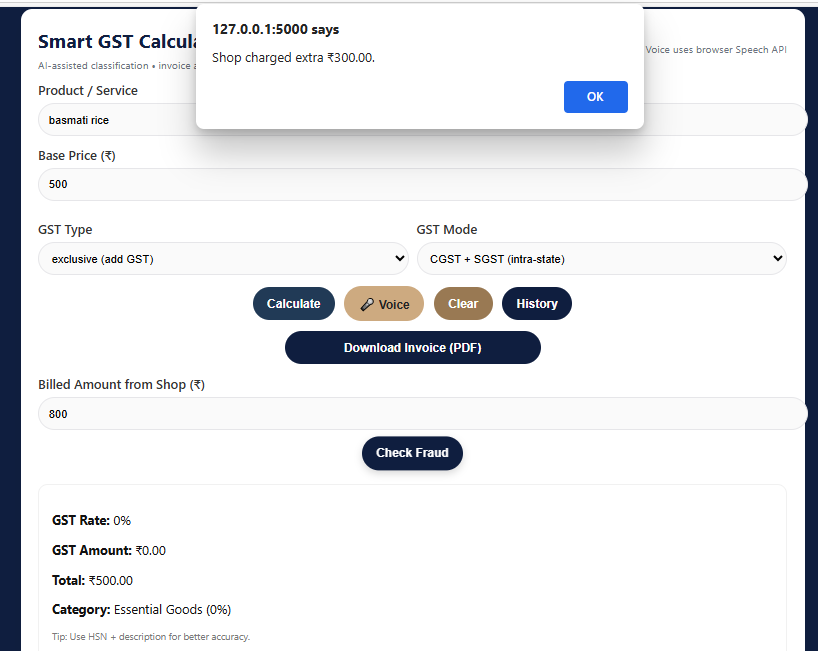 127.0.0.1:5000 says
Shop charged extra ₹300.00.
OK
Smart GST Calcul
Voice uses browser Speech API
AI-assisted classification • invoice
Product / Service
basmati rice
Base Price (₹)
500
GST Type
GST Mode
exclusive (add GST)
CGST + SGST (intra-state)
Calculate
Voice
Clear
History
Download Invoice (PDF)
Billed Amount from Shop (₹)
800
Check Fraud
GST Rate: 0%
GST Amount: ₹0.00
Total: ₹500.00
Category: Essential Goods (0%)
Tip: Use HSN + description for better accuracy.